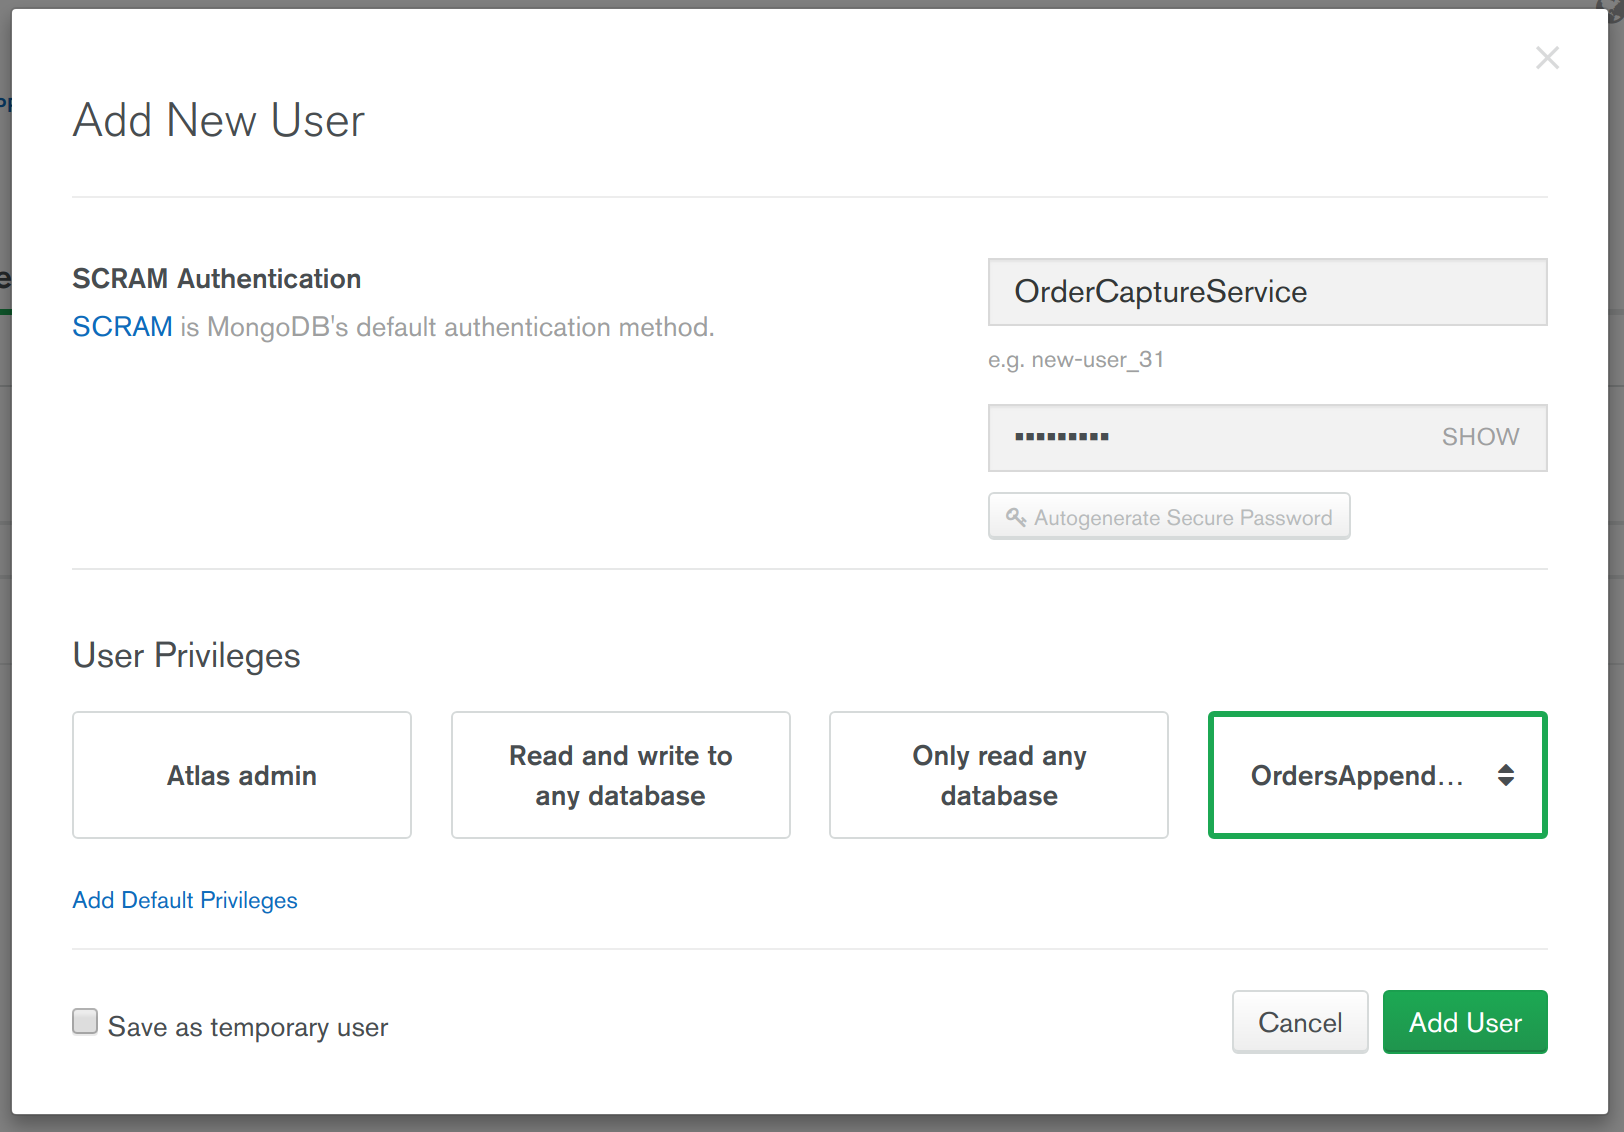 Add New User
SCRAM Authentication
SCRAM is MongoDB's default authentication method.
OrderCaptureService
e.g. new-user_31
SHOW
Autogenerate Secure Password
User Privileges
Atlas admin
Read and write to
any database
Only read any
database
OrdersAppend...
Add Default Privileges
Save as temporary user
Cancel
Add User